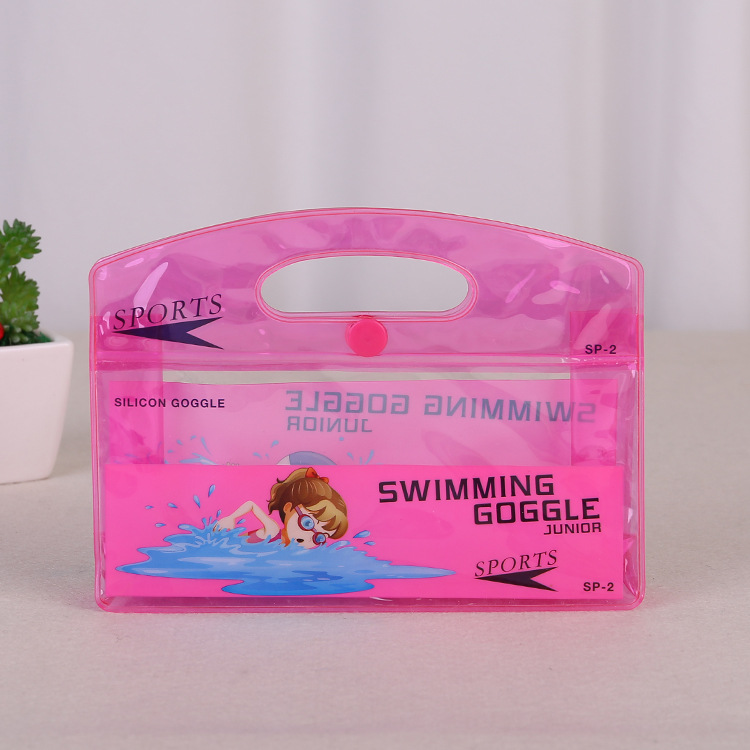 SPORTS
SP-2
SILICON GOGGLE
SWIMMING GOGGLE
JUNIOR
SWIMMING
GOGGLE
JUNIOR
SPORTS
SP-2